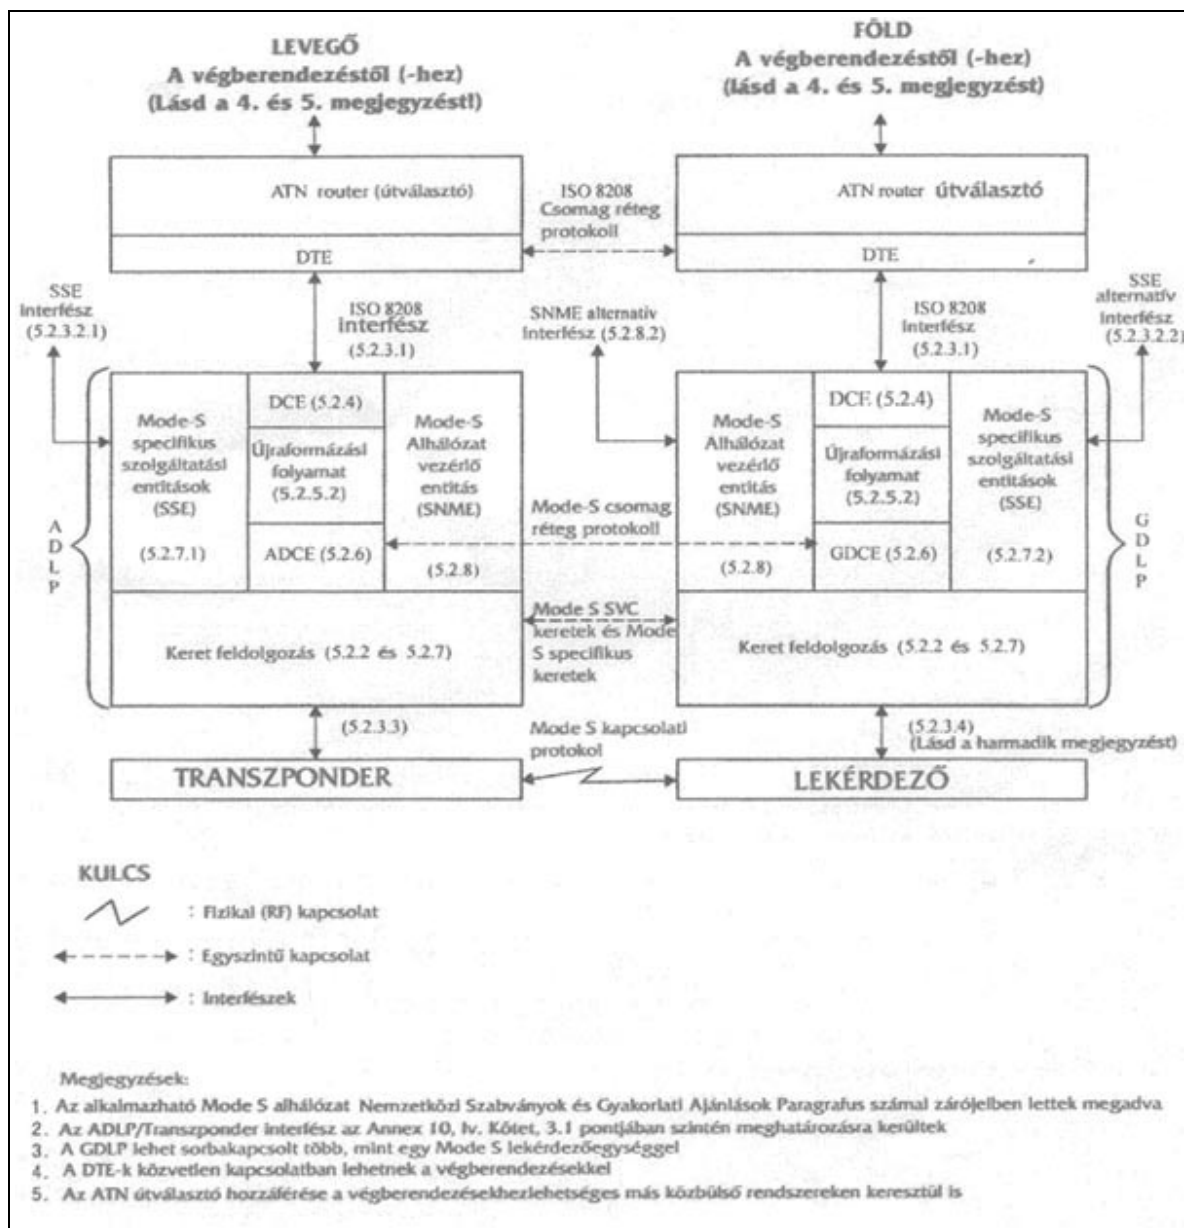 LEVEGŐ
A végberendezéstől (-hez)
(Lásd a 4. és 5. megjegyzést!)
FÖLD
A végberendezéstől (-hez)
(lásd a 4. és 5. megjegyzést)
ATN router (útválasztó)
DTE
ISO 8208
Csomag réteg
protokoll
ATN router útválasztó
DTE
SSE
Interfész
(5.2.3.2.1)
ISO 8208
Interfész
(5.2.3.1)
SNME alternatív
Interfész (5.2.8.2)
ISO 8208
Interfész
(5.2.3.1)
SSE
alternatív
Interfész
(5.2.3.2.2)
A
D
L
P
Mode-S
specifikus
szolgáltatási
entitások
(SSE)
(5.2.7.1)
DCE (5.2.4)
Újraformázási
folyamat
(5.2.5.2)
ADCE (5.2.6)
Mode-S
Alhálózat
vezérlő
entitás
(SNME)
(5.2.8)
Mode-S csomag
réteg protokoll
Mode-S
Alhálózat
vezérlő
entitás
(SNME)
(5.2.8)
DCE (5.2.4)
Újraformázási
folyamat
(5.2.5.2)
GDCE (5.2.6)
Mode-S
specifikus
szolgáltatási
entitások
(SSE)
(5.2.7.2)
G
D
L
P
Keret feldolgozás (5.2.2 és 5.2.7)
Mode S SVC
keretek és Mode
S specifikus
keretek
Keret feldolgozás (5.2.2 és 5.2.7)
(5.2.3.3)
Mode S kapcsolati
protokol
(5.2.3.4)
(Lásd a harmadik megjegyzést)
TRANSZPONDER
LEKÉRDEZŐ
KULCS
: Fizikai (RF) kapcsolat
: Egyszintű kapcsolat
: Interfészek
Megjegyzések:
1. Az alkalmazható Mode S alhálózat Nemzetközi Szabványok és Gyakorlati Ajánlások Paragrafus számai zárójelben lettek megadva
2. Az ADLP/Transzponder interfész az Annex 10, Iv. Kötet, 3.1 pontjában szintén meghatározásra kerültek
3. A GDLP lehet sorbakapcsolt több, mint egy Mode S lekérdezőegységgel
4. A DTE-k közvetlen kapcsolatban lehetnek a végberendezésekkel
5. Az ATN útválasztó hozzáférése a végberendezésekhezlehetséges más közbülső rendszereken keresztül is